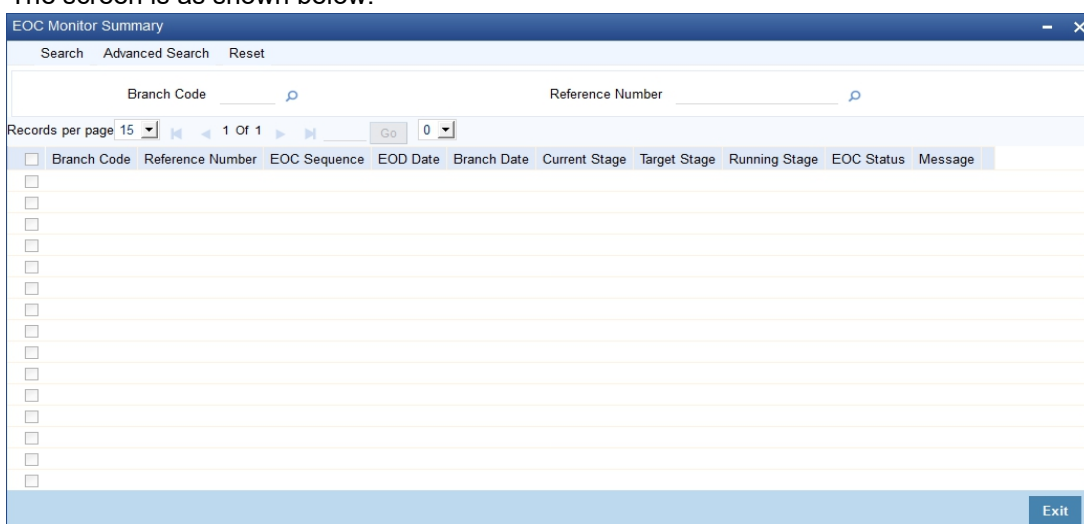 The screen is as shown below:
EOC Monitor Summary
Search Advanced Search Reset
Branch Code Reference Number
Records per page 15 1 Of 1 Go 0
Branch Code Reference Number EOC Sequence EOD Date Branch Date Current Stage Target Stage Running Stage EOC Status Message
Exit